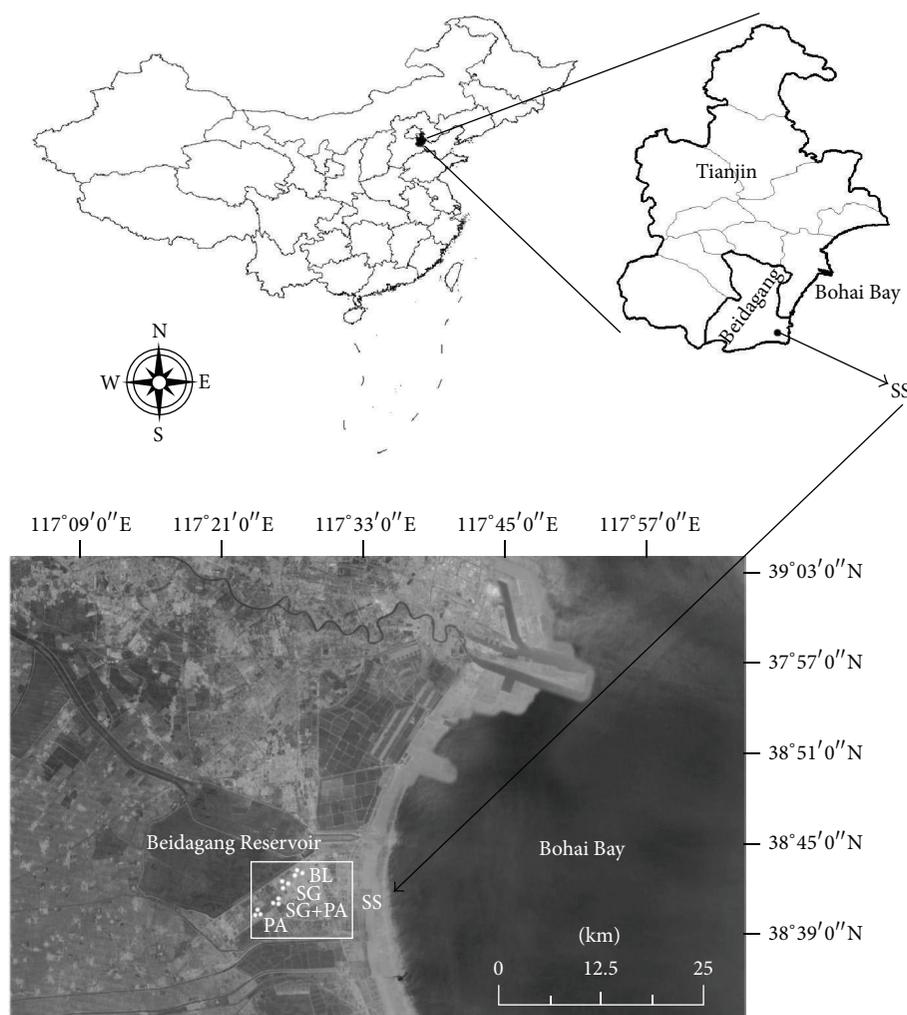 Tianjin
Beidagang
Bohai Bay
N
W
E
S
SS
117°09′0″E
117°21′0″E
117°33′0″E
117°45′0″E
117°57′0″E
39°03′0″N
37°57′0″N
38°51′0″N
38°45′0″N
38°39′0″N
Beidagang Reservoir
BL
SG
SG+PA
PA
SS
Bohai Bay
(km)
0 12.5 25